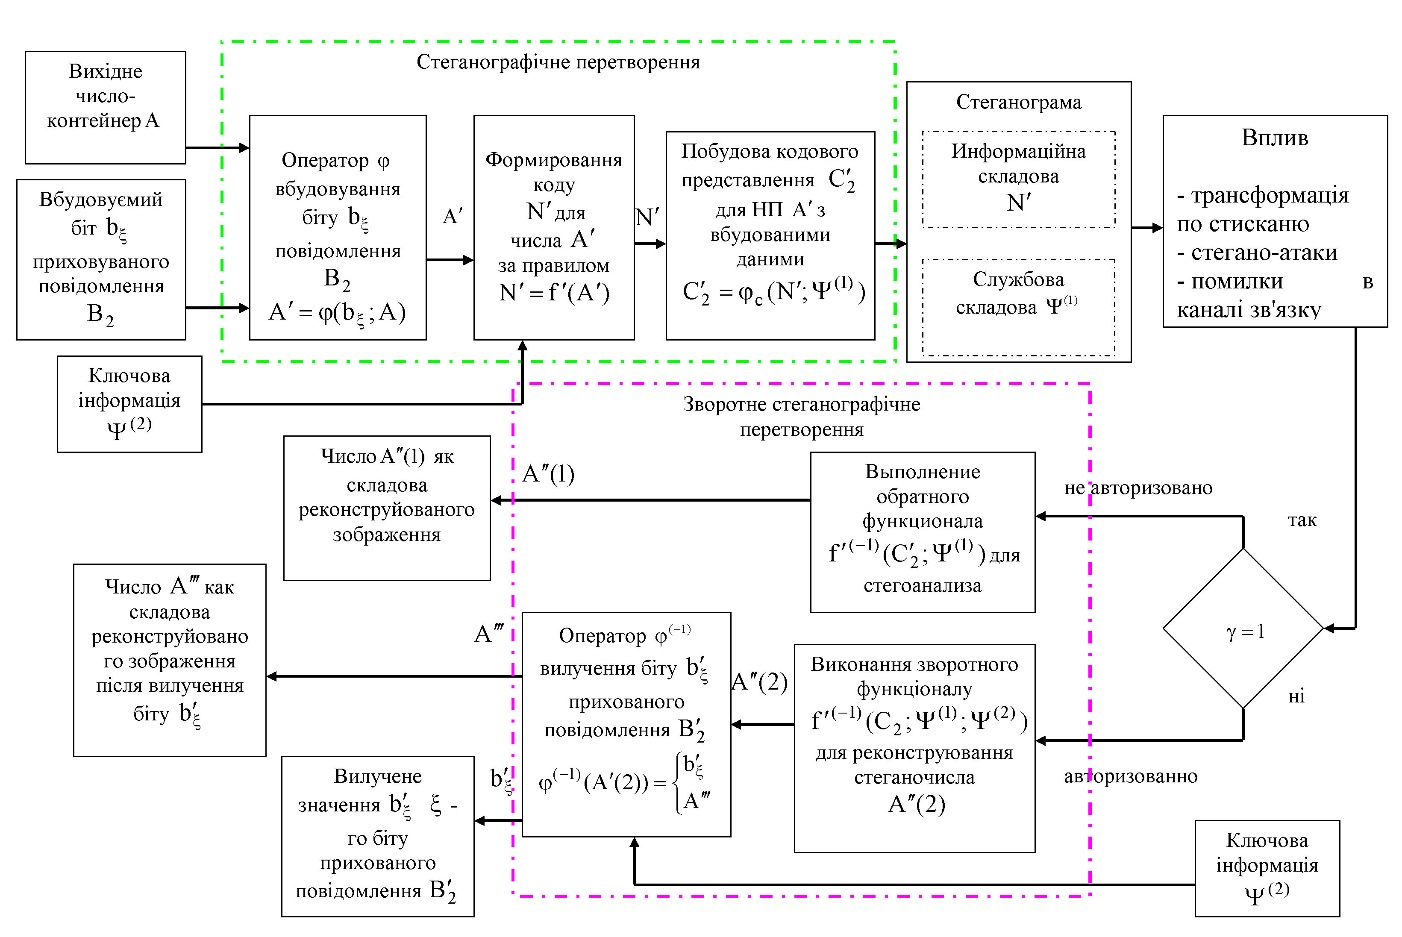 Стеганографічне перетворення
Вихідне
число-
контейнер A
Вбудовуємий
біт bξ
приховуваного
повідомлення
B₂
Ключова
інформація
Ψ⁽²⁾
Оператор φ
вбудовування
біту bξ
повідомлення
B₂
A′ = φ(bξ; A)
A′
Формировання
коду
N′ для
числа A′
за правилом
N′ = f′(A′)
N′
Побудова кодового
представлення C′₂
для НП A′ з
вбудованими
даними
C′₂ = φc(N′; Ψ⁽¹⁾)
Стеганограма
Информаційна
складова
N′
Службова
складова Ψ⁽¹⁾
Вплив
- трансформація
по стисканю
- стегано-атаки
- помилки в
каналі зв'язку
Зворотне стеганографічне
перетворення
Число A″(1) як
складова
реконструйованого
зображення
A″(1)
Выполнение
обратного
функционала
f′⁽⁻¹⁾(C′₂; Ψ⁽¹⁾) для
стегоанализа
не авторизовано
так
γ = 1
ні
авторизованно
Число A‴ как
складова
реконструйовано
го зображення
після вилучення
біту b′ξ
A‴
Оператор φ⁽⁻¹⁾
вилучення біту b′ξ
прихованого
повідомлення B′₂
φ⁽⁻¹⁾(A′(2)) = { b′ξ
A‴
A″(2)
Виконання зворотного
функціоналу
f′⁽⁻¹⁾(C₂; Ψ⁽¹⁾; Ψ⁽²⁾)
для реконструювання
стеганочисла
A″(2)
Вилучене
значення b′ξ ξ -
го біту
прихованого
повідомлення B′₂
b′ξ
Ключова
інформація
Ψ⁽²⁾